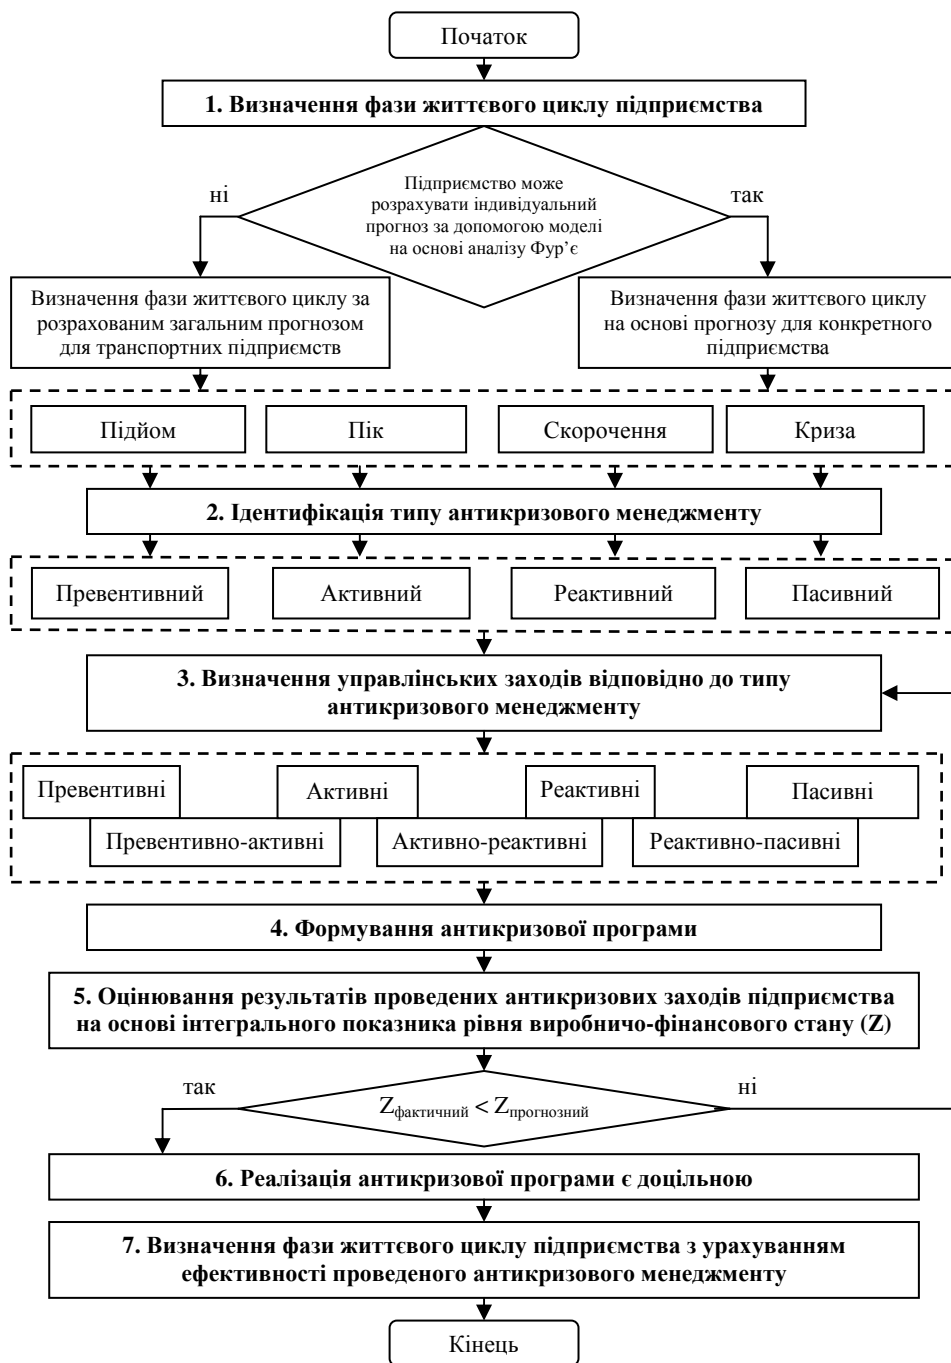 Початок
1. Визначення фази життєвого циклу підприємства
ні
так
Підприємство може
розрахувати індивідуальний
прогноз за допомогою моделі
на основі аналізу Фур’є
Визначення фази життєвого циклу за
розрахованим загальним прогнозом
для транспортних підприємств
Визначення фази життєвого циклу
на основі прогнозу для конкретного
підприємства
Підйом
Пік
Скорочення
Криза
2. Ідентифікація типу антикризового менеджменту
Превентивний
Активний
Реактивний
Пасивний
3. Визначення управлінських заходів відповідно до типу
антикризового менеджменту
Превентивні
Активні
Реактивні
Пасивні
Превентивно-активні
Активно-реактивні
Реактивно-пасивні
4. Формування антикризової програми
5. Оцінювання результатів проведених антикризових заходів підприємства
на основі інтегрального показника рівня виробничо-фінансового стану (Z)
так
ні
Zфактичний < Zпрогнозний
6. Реалізація антикризової програми є доцільною
7. Визначення фази життєвого циклу підприємства з урахуванням
ефективності проведеного антикризового менеджменту
Кінець